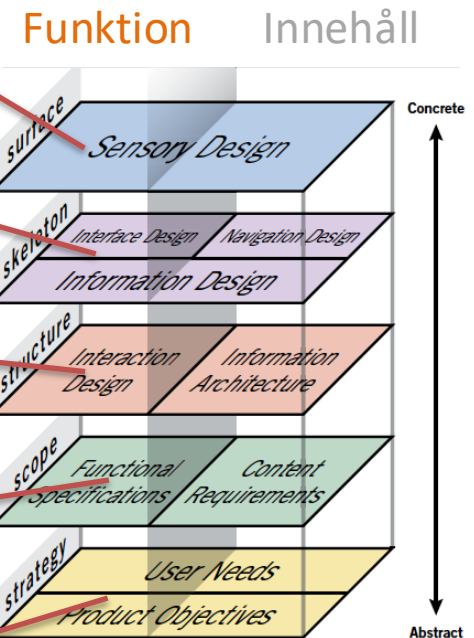 Funktion Innehåll
Concrete
surface
Sensory Design
skeleton
Interface Design Navigation Design
Information Design
structure
Interaction Design
Information Architecture
scope
Functional Specifications
Content Requirements
strategy
User Needs
Product Objectives
Abstract